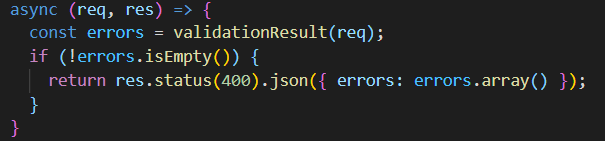 async (req, res) => {
  const errors = validationResult(req);
  if (!errors.isEmpty()) {
    return res.status(400).json({ errors: errors.array() });
  }
}